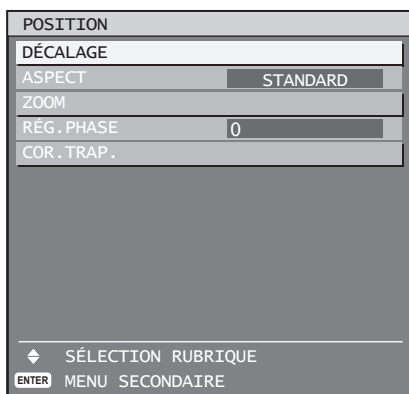 POSITION
DÉCALAGE
ASPECT STANDARD
ZOOM
RÉG.PHASE 0
COR.TRAP.
SÉLECTION RUBRIQUE
ENTER MENU SECONDAIRE